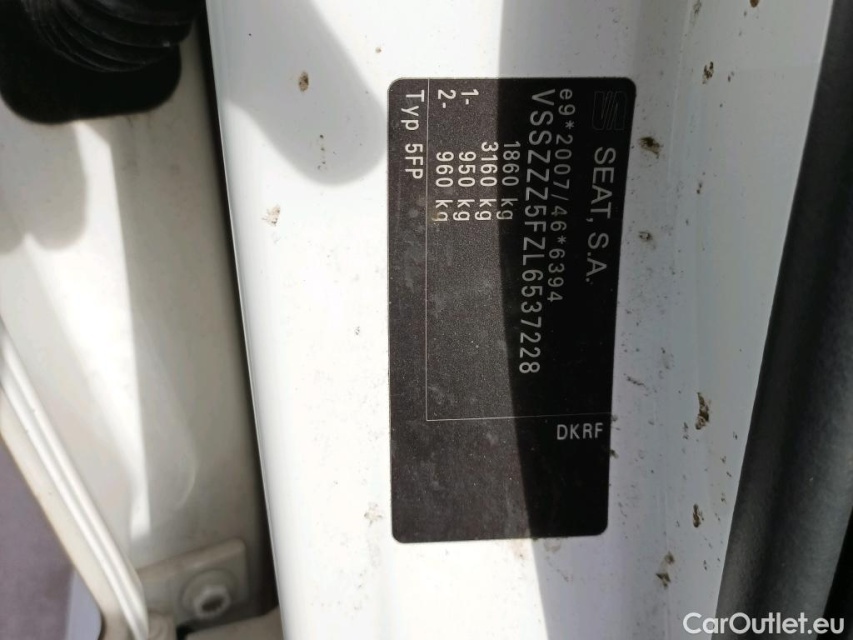 SEAT, S.A.
e9*2007/46*6394
VSSZZZ5FZL6537228
1860 kg
3160 kg
1- 950 kg
2- 960 kg
Typ 5FP
DKRF
CarOutlet.eu